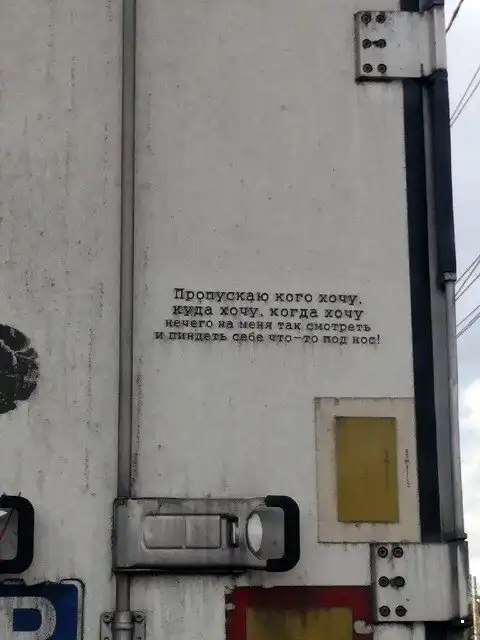 Пропускаю кого хочу,
куда хочу, когда хочу
нечего на меня так смотреть
и пиндеть себе что-то под нос!
P